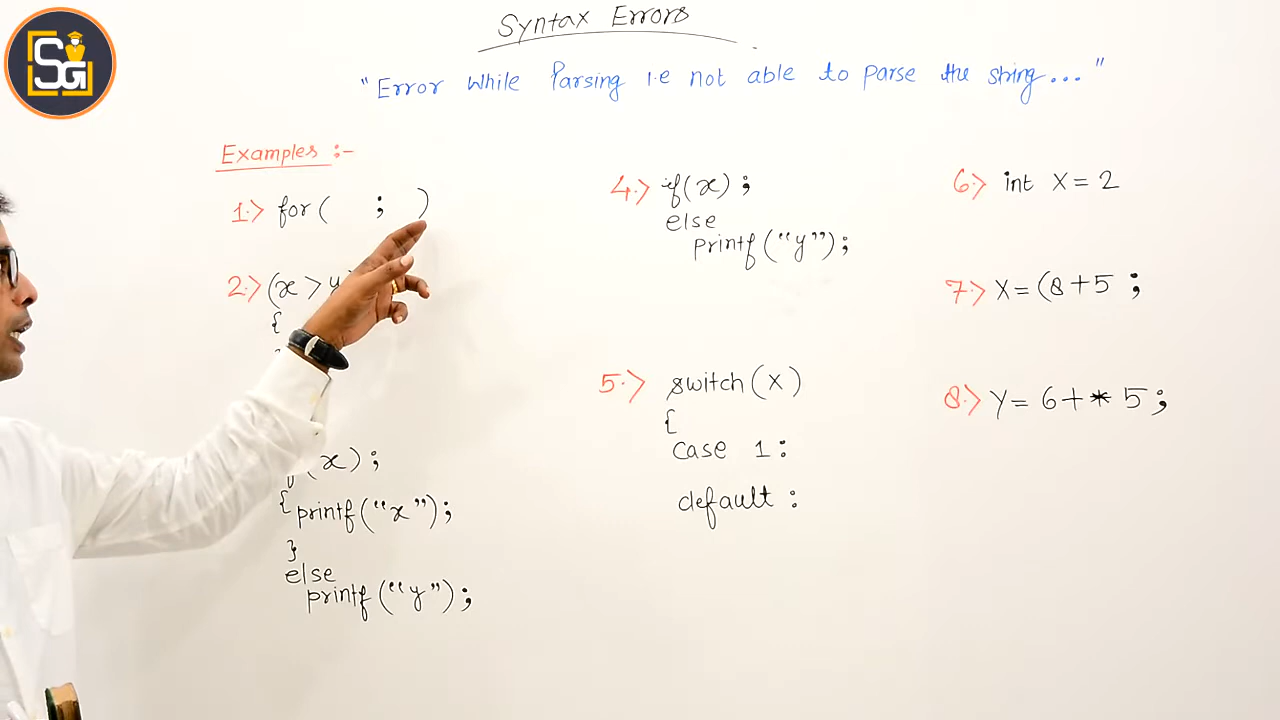 SG
Syntax Errors
"Error while Parsing i.e not able to parse the string..."
Examples :-
1.> for( ; )
2.> (x > y
{
(x);
{ printf("x");
}
else
printf("y");
4.> if(x);
else
printf("y");
5.> switch(x)
{
case 1:
default:
6.> int x = 2
7.> x = (8+5 ;
8.> y = 6+* 5;